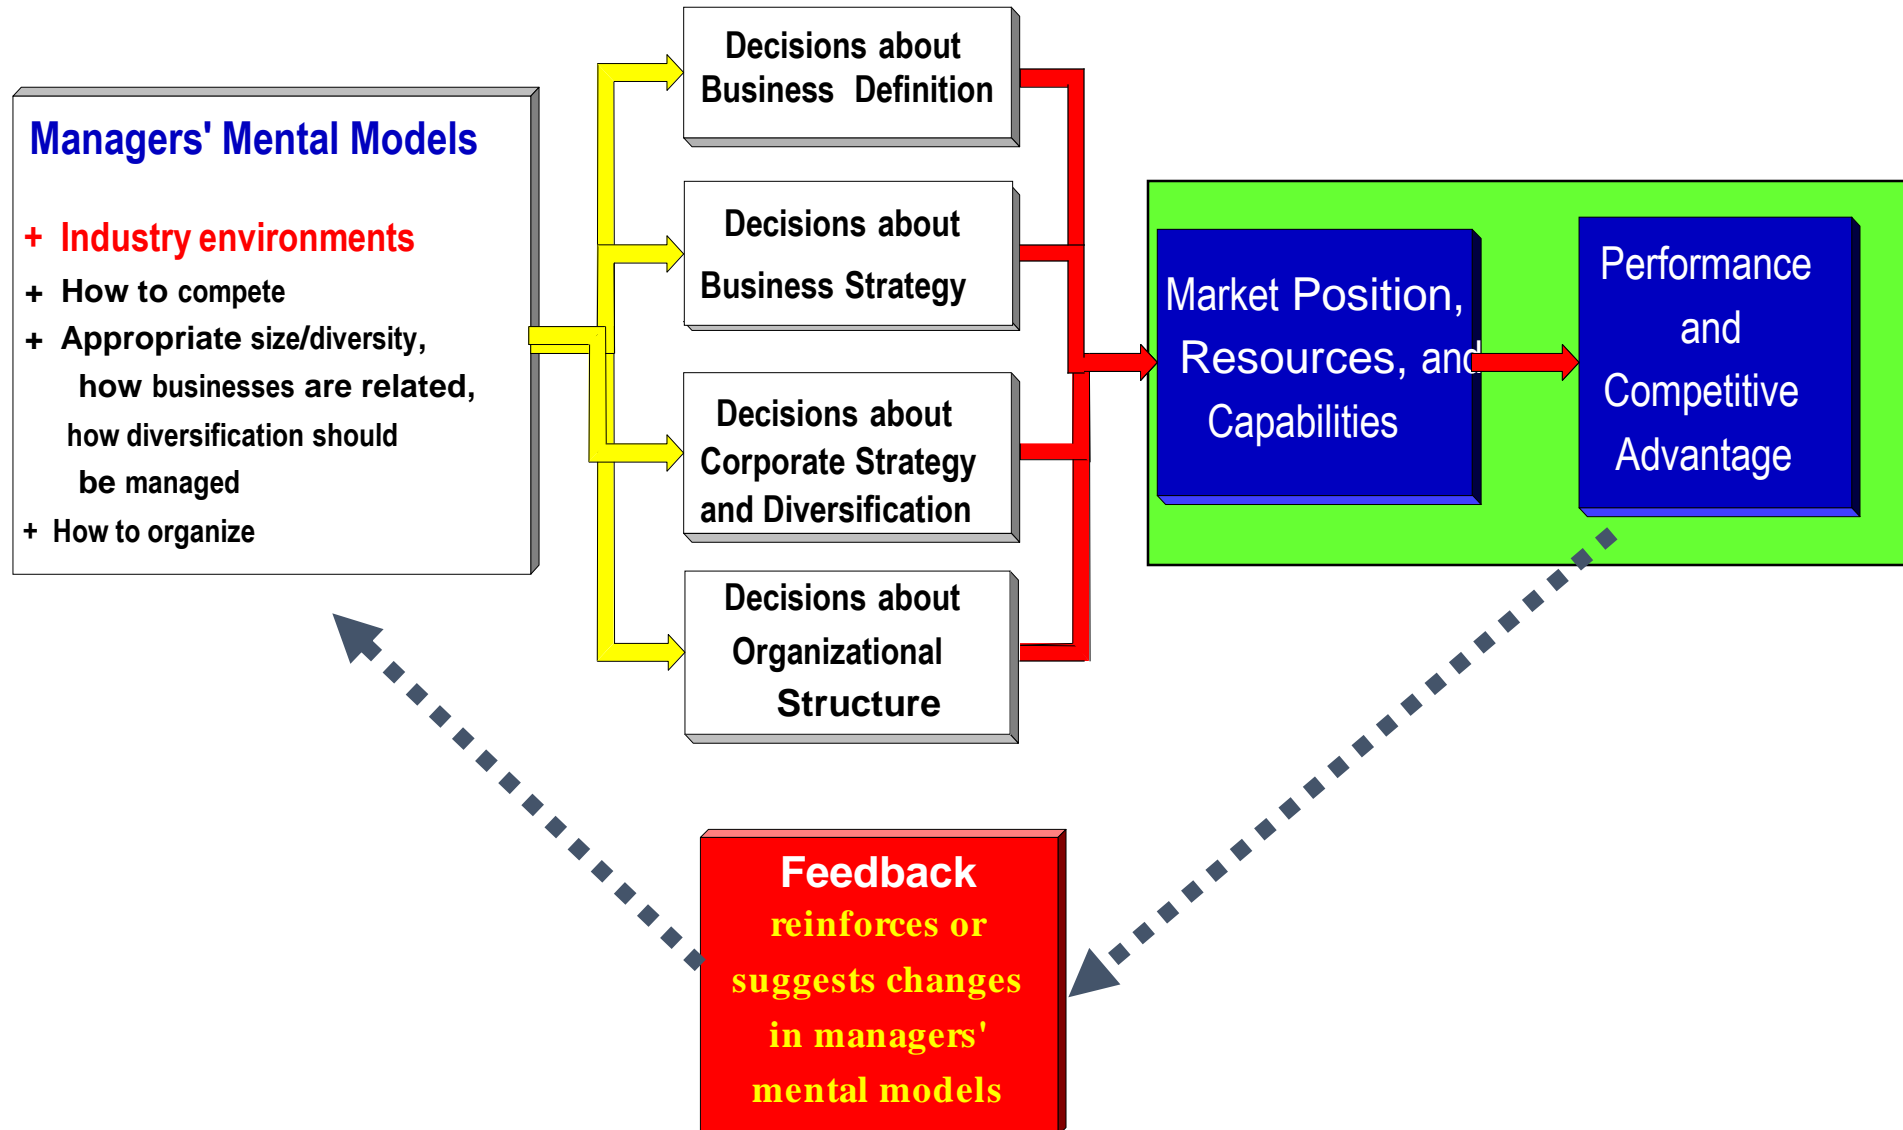 Managers' Mental Models
+ Industry environments
+ How to compete
+ Appropriate size/diversity,
how businesses are related,
how diversification should
be managed
+ How to organize
Decisions about
Business Definition
Decisions about
Business Strategy
Decisions about
Corporate Strategy
and Diversification
Decisions about
Organizational
Structure
Market Position,
Resources, and
Capabilities
Performance
and
Competitive
Advantage
Feedback
reinforces or
suggests changes
in managers'
mental models